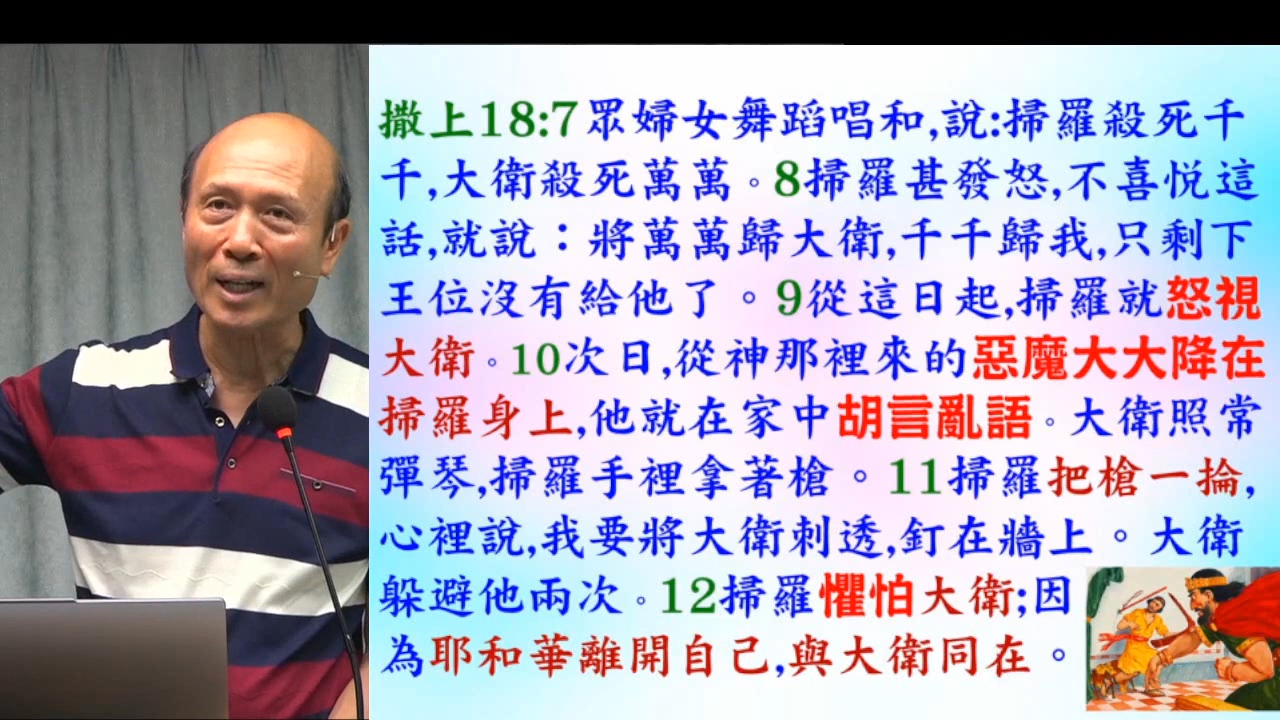 撒上18:7眾婦女舞蹈唱和,說:掃羅殺死千
千,大衛殺死萬萬。8掃羅甚發怒,不喜悅這
話,就說：將萬萬歸大衛,千千歸我,只剩下
王位沒有給他了。9從這日起,掃羅就怒視
大衛。10次日,從神那裡來的惡魔大大降在
掃羅身上,他就在家中胡言亂語。大衛照常
彈琴,掃羅手裡拿著槍。11掃羅把槍一掄,
心裡說,我要將大衛刺透,釘在牆上。大衛
躲避他兩次。12掃羅懼怕大衛;因
為耶和華離開自己,與大衛同在。